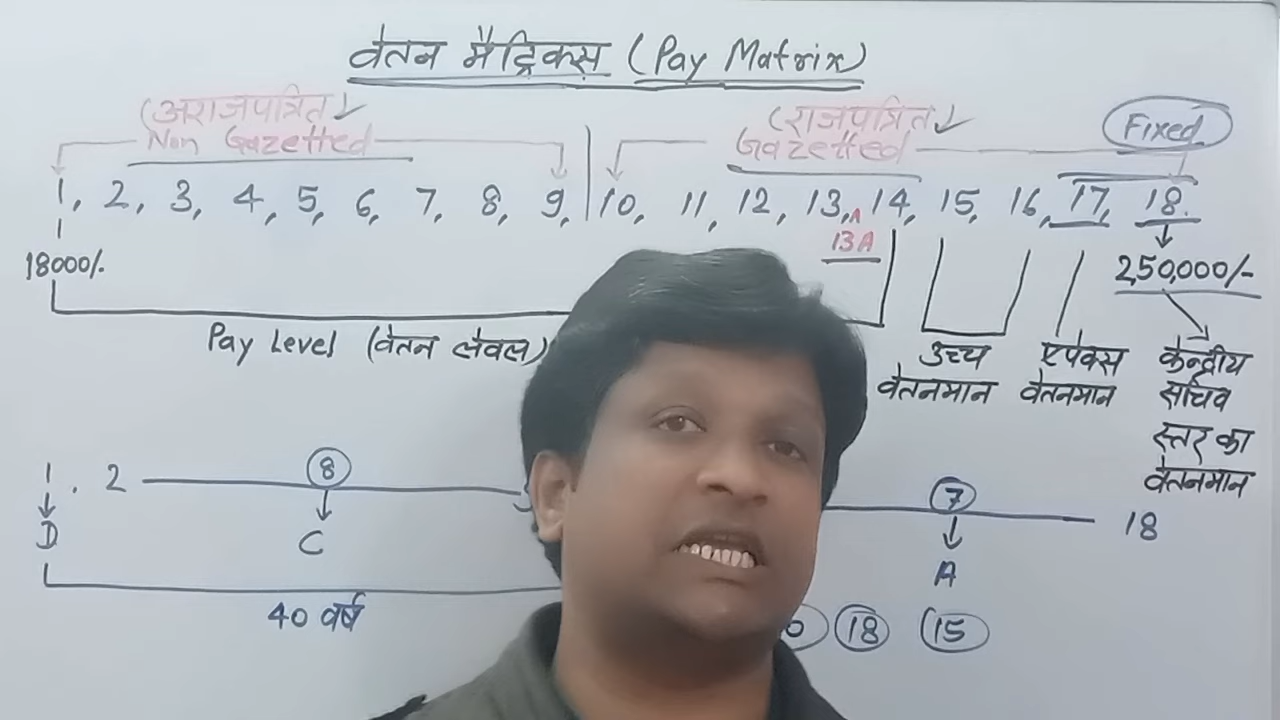 वेतन मैट्रिक्स (Pay Matrix)
(अराजपत्रित)
Non Gazetted
(राजपत्रित)
Gazetted
Fixed
1, 2, 3, 4, 5, 6, 7, 8, 9, 10, 11, 12, 13, A 14, 15, 16, 17, 18.
13A
18000/-
2,50,000/-
Pay Level (वेतन लेवल)
उच्च
वेतनमान
एपेक्स
वेतनमान
केन्द्रीय
सचिव
स्तर का
वेतनमान
1. 2 8 7 18
D C A
40 वर्ष
18 15